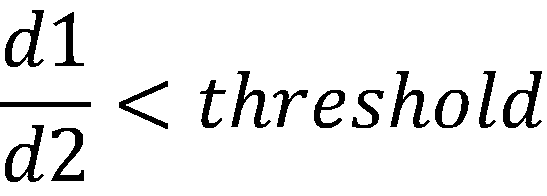 d1
d2 < threshold